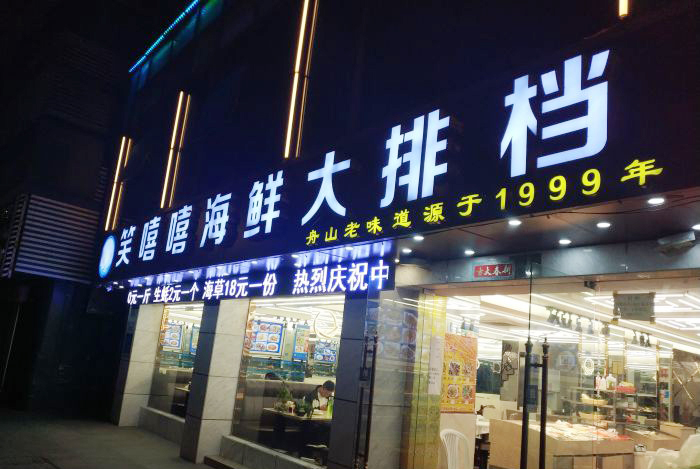 笑嘻嘻海鲜大排档
舟山老味道源于1999年
6元一斤 生蚝2元一个 海草18元一份 热烈庆祝中